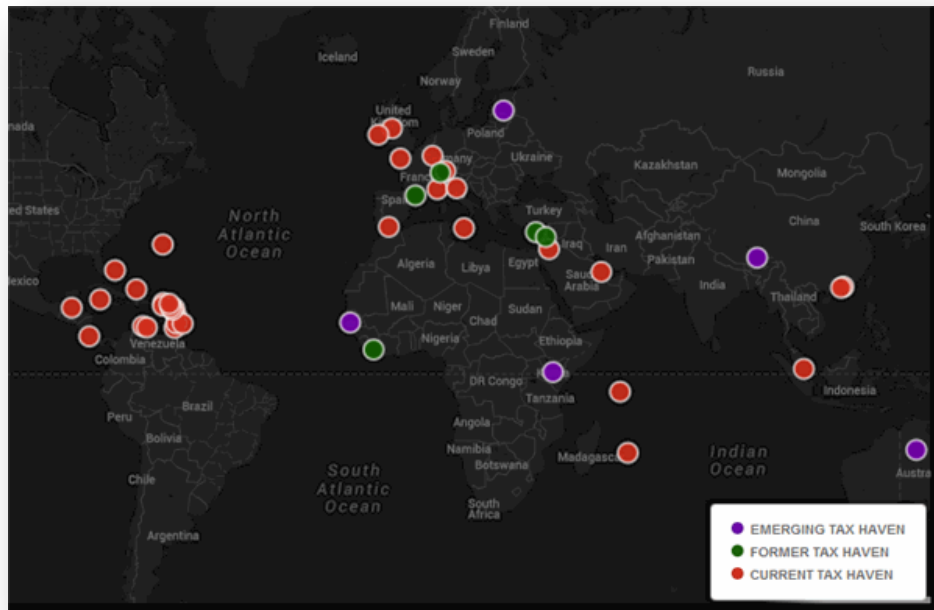 Finland
Iceland
Sweden
Russia
Norway
United
Kingdom
nada
Poland
Germany
Ukraine
Kazakhstan
Mongolia
France
Spain
ed States
North
Atlantic
Ocean
Turkey
China
South Korea
Afghanistan
Iraq
Iran
Pakistan
Algeria
Libya
Egypt
Saudi
Arabia
India
Mexico
Mali
Niger
Sudan
Thailand
Chad
Nigeria
Ethiopia
Venezuela
Colombia
DR Congo
Indonesia
Tanzania
Brazil
Peru
Angola
Bolivia
Namibia
Madagascar
Botswana
Indian
Ocean
Austra
South
Atlantic
Ocean
Chile
South
Africa
Argentina
EMERGING TAX HAVEN
FORMER TAX HAVEN
CURRENT TAX HAVEN